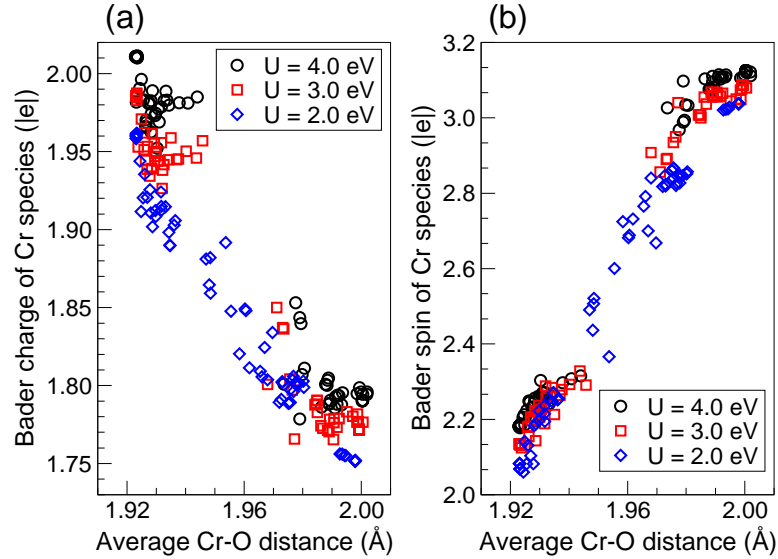 (a)
(b)
Bader charge of Cr species (|e|)
2.00
1.95
1.90
1.85
1.80
1.75
U = 4.0 eV
U = 3.0 eV
U = 2.0 eV
1.92
1.96
2.00
Average Cr-O distance (Å)
Bader spin of Cr species (|e|)
3.2
3.0
2.8
2.6
2.4
2.2
2.0
U = 4.0 eV
U = 3.0 eV
U = 2.0 eV
1.92
1.96
2.00
Average Cr-O distance (Å)